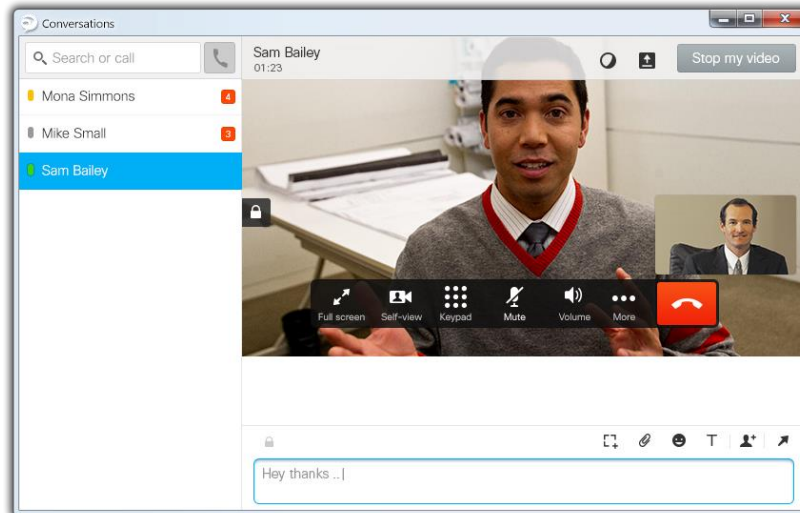 Conversations
Search or call
Mona Simmons 4
Mike Small 3
Sam Bailey
Sam Bailey
01:23
Stop my video
Full screen Self-view Keypad Mute Volume More
T
Hey thanks ..